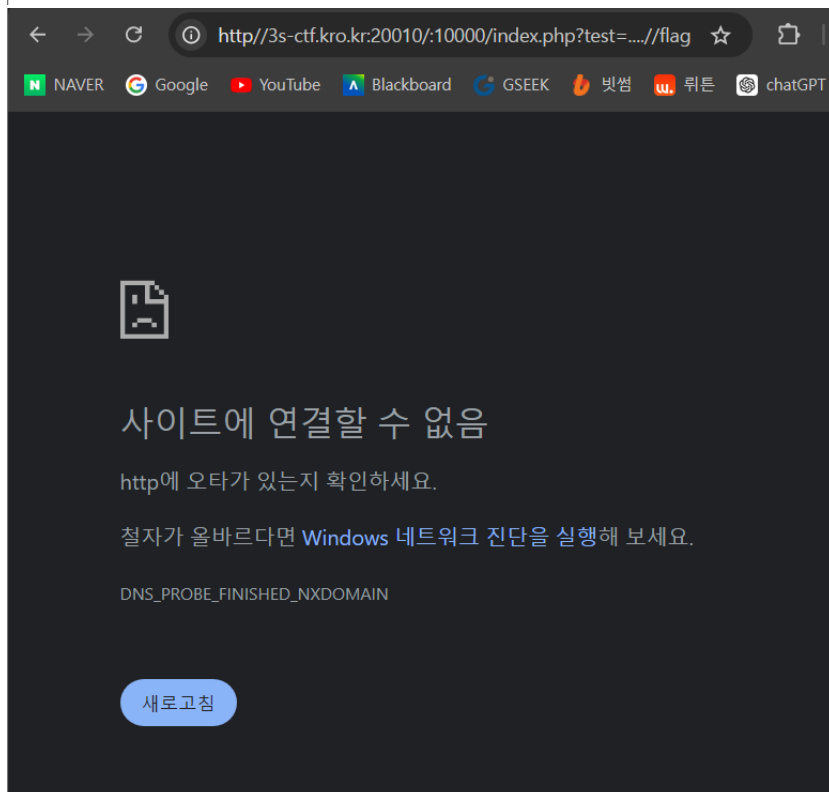 http//3s-ctf.kro.kr:20010/:10000/index.php?test=....//flag
NAVER Google YouTube Blackboard GSEEK 빗썸 w. 뤼튼 chatGPT
사이트에 연결할 수 없음
http에 오타가 있는지 확인하세요.
철자가 올바르다면 Windows 네트워크 진단을 실행해 보세요.
DNS_PROBE_FINISHED_NXDOMAIN
새로고침